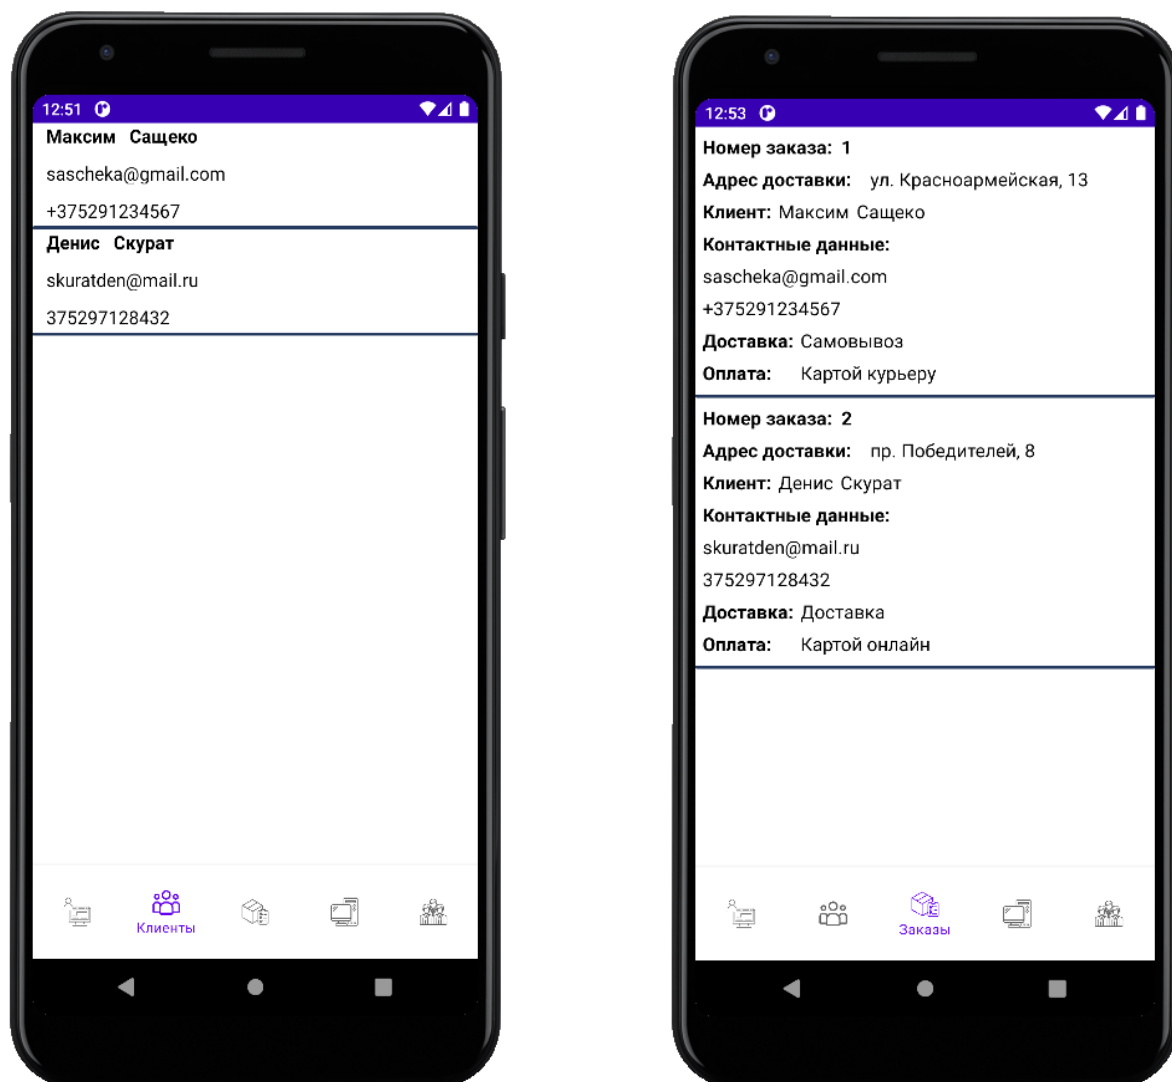 12:51
Максим Сащеко
sascheka@gmail.com
+375291234567
Денис Скурат
skuratden@mail.ru
375297128432
Клиенты
12:53
Номер заказа: 1
Адрес доставки: ул. Красноармейская, 13
Клиент: Максим Сащеко
Контактные данные:
sascheka@gmail.com
+375291234567
Доставка: Самовывоз
Оплата: Картой курьеру
Номер заказа: 2
Адрес доставки: пр. Победителей, 8
Клиент: Денис Скурат
Контактные данные:
skuratden@mail.ru
375297128432
Доставка: Доставка
Оплата: Картой онлайн
Заказы